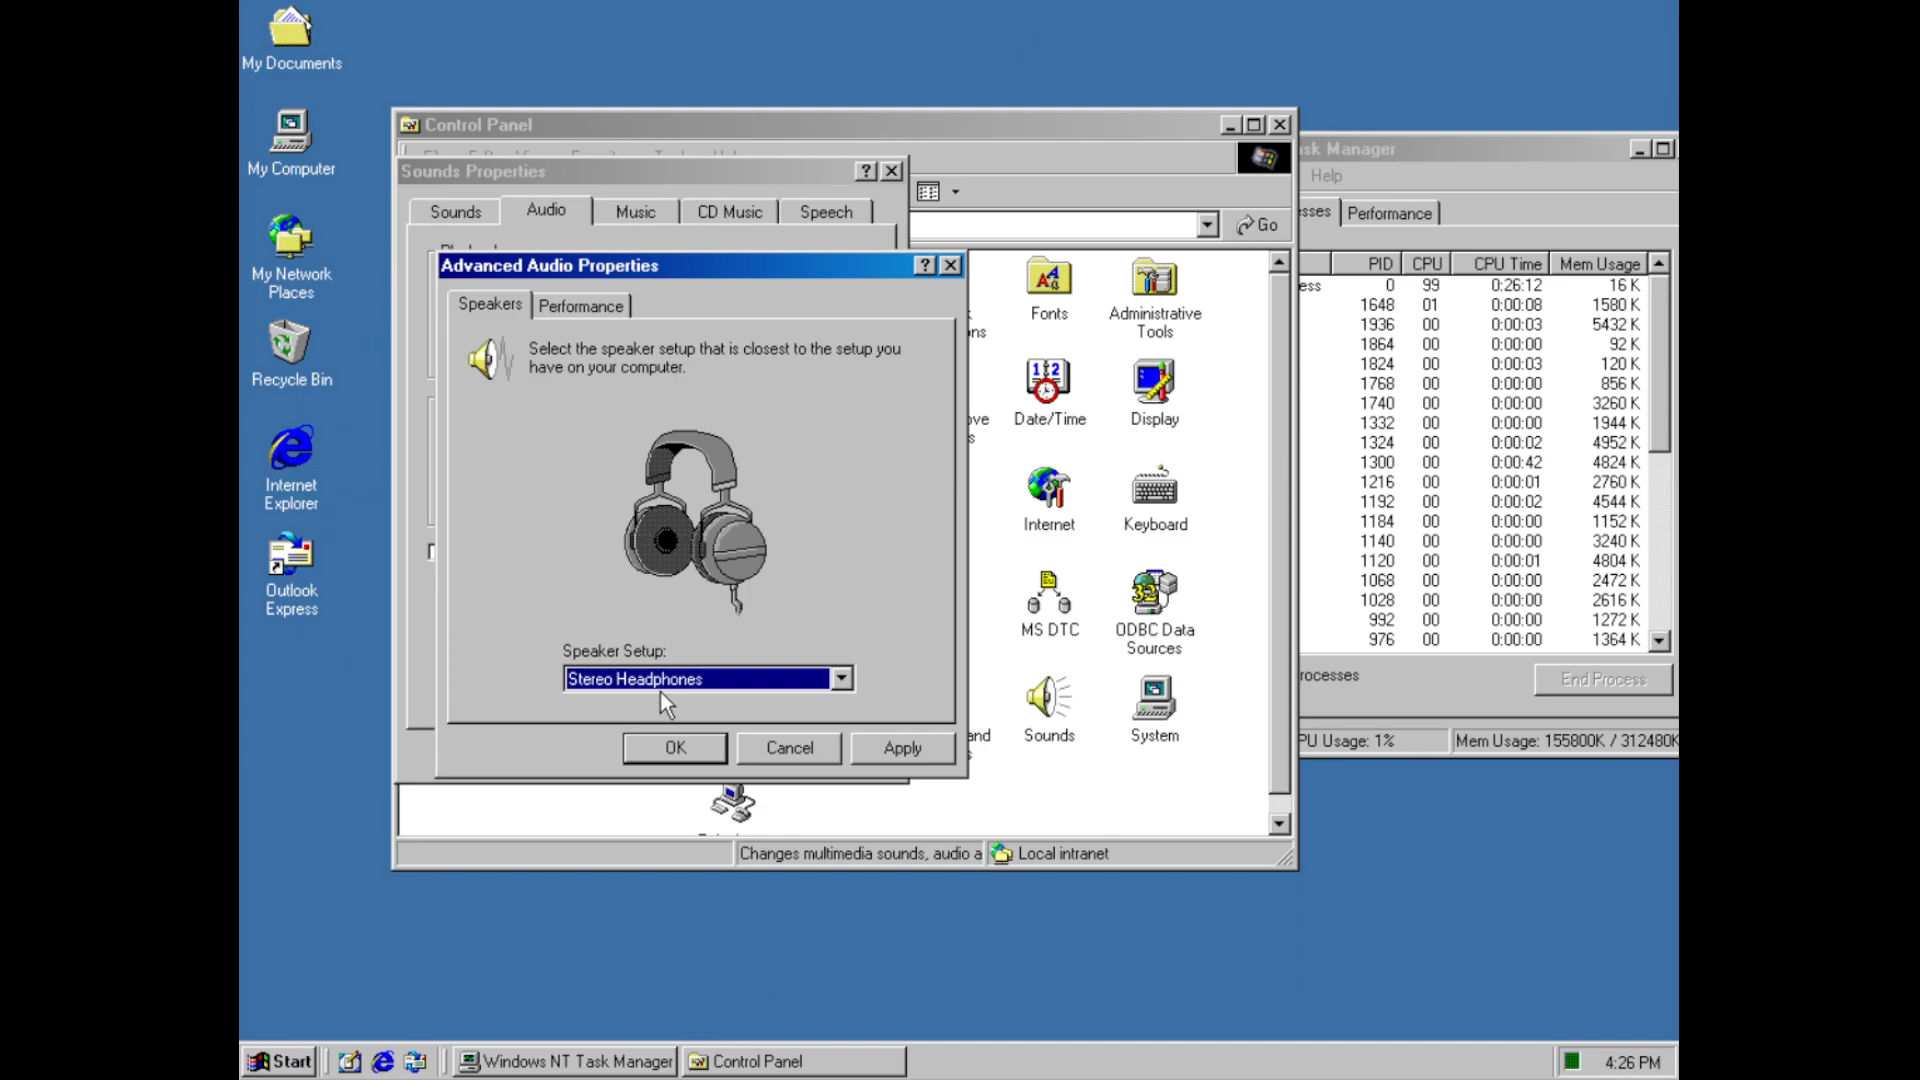 My Documents
My Computer
My Network
Places
Recycle Bin
Internet
Explorer
Outlook
Express
Control Panel
Sounds Properties
Sounds
Audio
Music
CD Music
Speech
Go
Advanced Audio Properties
Speakers
Performance
Select the speaker setup that is closest to the setup you
have on your computer.
Speaker Setup:
Stereo Headphones
OK
Cancel
Apply
Fonts
Administrative
Tools
Date/Time
Display
Internet
Keyboard
MS DTC
ODBC Data
Sources
Sounds
System
Changes multimedia sounds, audio a
Local intranet
sk Manager
Help
sses
Performance
PID CPU CPU Time Mem Usage
ess 0 99 0:26:12 16 K
1648 01 0:00:08 1580 K
1936 00 0:00:03 5432 K
1864 00 0:00:00 92 K
1824 00 0:00:03 120 K
1768 00 0:00:00 856 K
1740 00 0:00:00 3260 K
1332 00 0:00:00 1944 K
1324 00 0:00:02 4952 K
1300 00 0:00:42 4824 K
1216 00 0:00:01 2760 K
1192 00 0:00:02 4544 K
1184 00 0:00:00 1152 K
1140 00 0:00:00 3240 K
1120 00 0:00:01 4804 K
1068 00 0:00:00 2472 K
1028 00 0:00:00 2616 K
992 00 0:00:00 1272 K
976 00 0:00:00 1364 K
rocesses
End Process
PU Usage: 1%
Mem Usage: 155800K / 312480K
Start
Windows NT Task Manager
Control Panel
4:26 PM